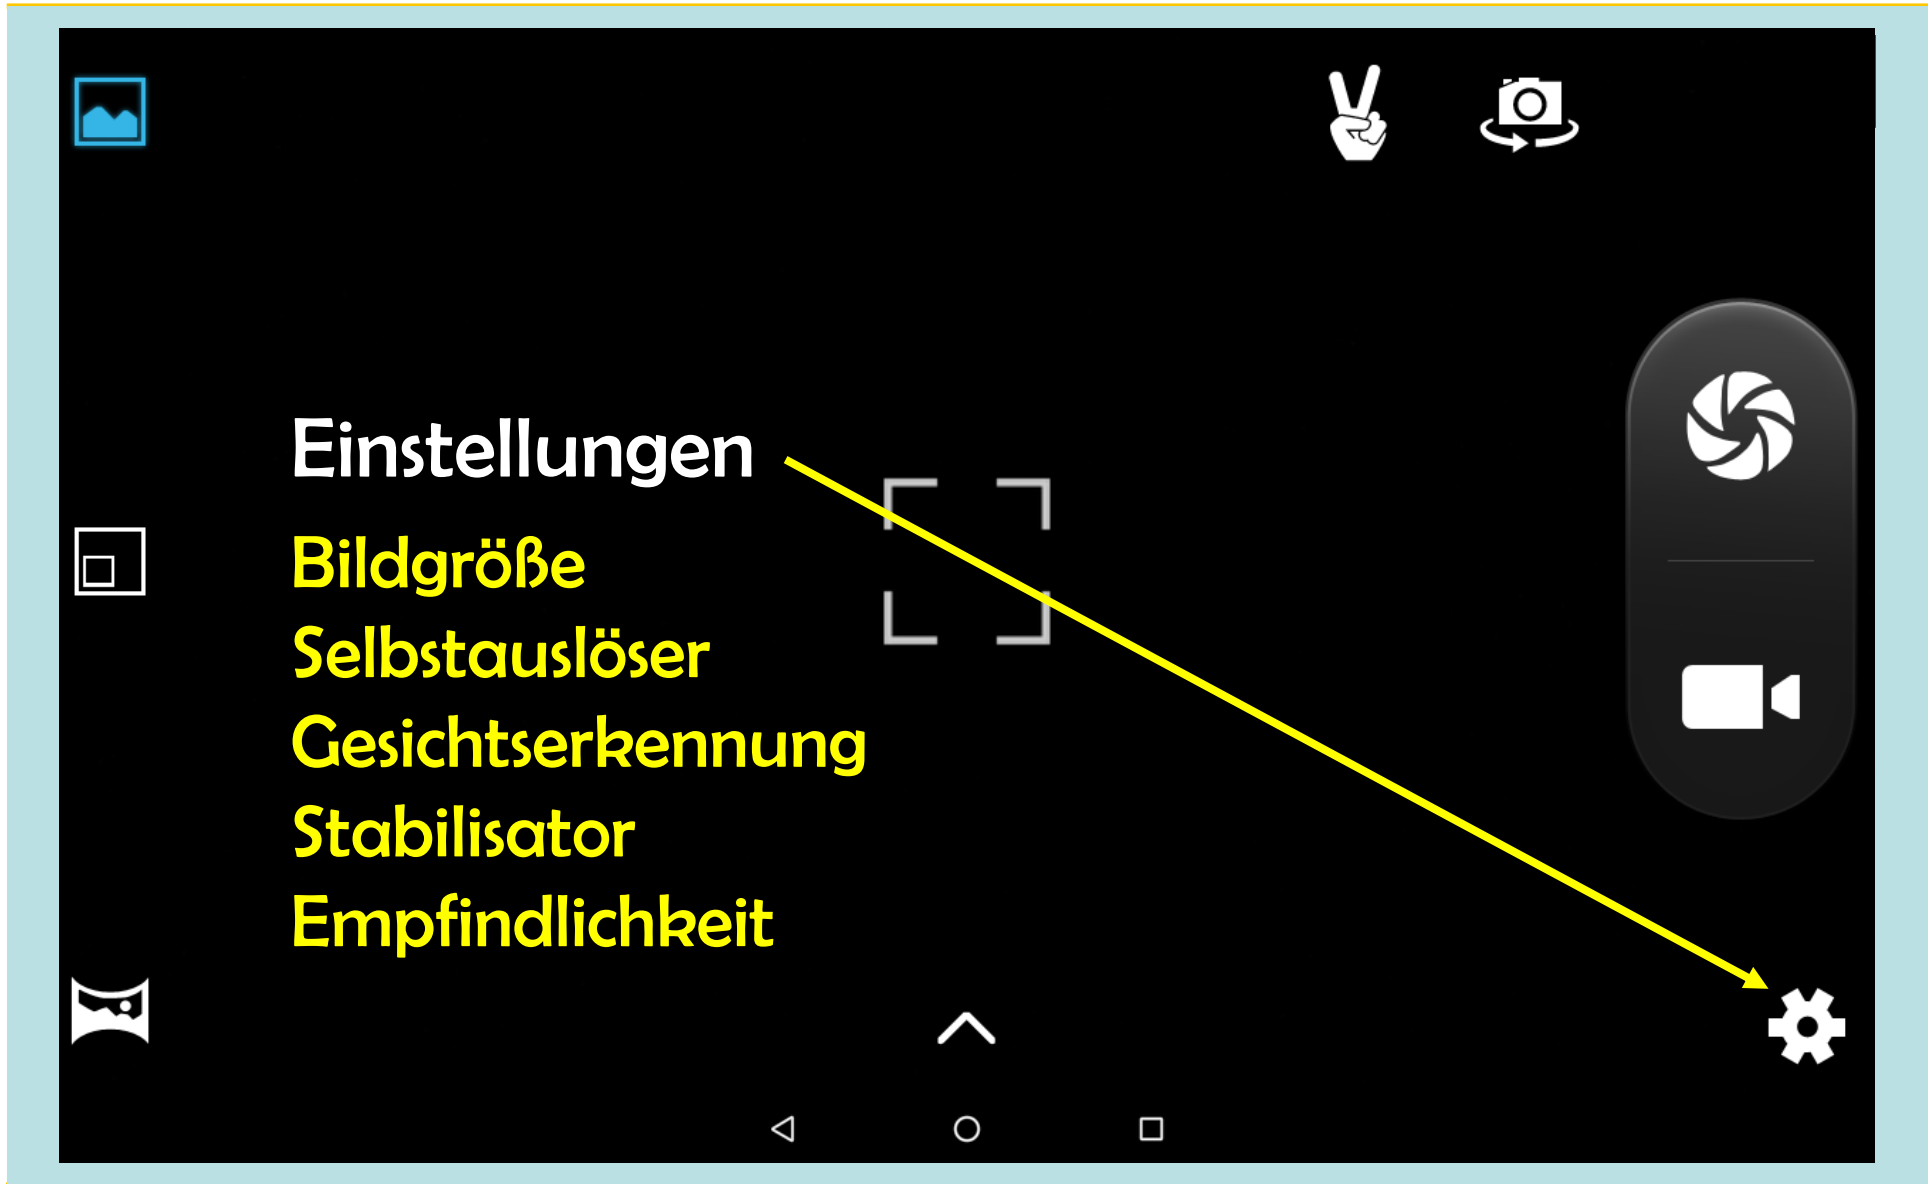 Einstellungen
Bildgröße
Selbstauslöser
Gesichtserkennung
Stabilisator
Empfindlichkeit